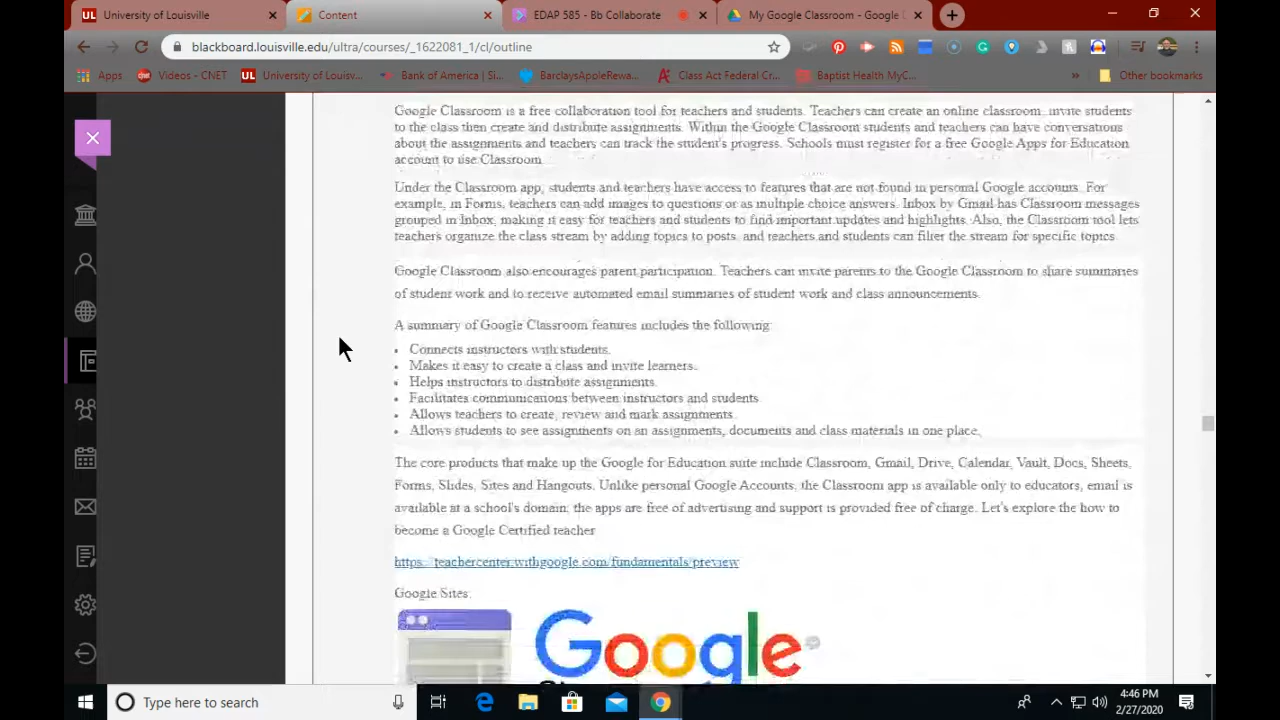 University of Louisville
Content
EDAP 585 - Bb Collaborate
My Google Classroom - Google
blackboard.louisville.edu/ultra/courses/_1622081_1/cl/outline
Apps
Videos - CNET
UL
University of Louisv...
Bank of America | Si...
BarclaysAppleRewa...
Class Act Federal Cr...
Baptist Health MyC...
»
Other bookmarks
Google Classroom is a free collaboration tool for teachers and students. Teachers can create an online classroom, invite students
to the class then create and distribute assignments. Within the Google Classroom students and teachers can have conversations
about the assignments and teachers can track the student's progress. Schools must register for a free Google Apps for Education
account to use Classroom.
Under the Classroom app, students and teachers have access to features that are not found in personal Google accounts. For
example, in Forms, teachers can add images to questions or as multiple choice answers. Inbox by Gmail has Classroom messages
grouped in Inbox, making it easy for teachers and students to find important updates and highlights. Also, the Classroom tool lets
teachers organize the class stream by adding topics to posts, and teachers and students can filter the stream for specific topics.
Google Classroom also encourages parent participation. Teachers can invite parents to the Google Classroom to share summaries
of student work and to receive automated email summaries of student work and class announcements.
A summary of Google Classroom features includes the following:
• Connects instructors with students.
• Makes it easy to create a class and invite learners.
• Helps instructors to distribute assignments.
• Facilitates communications between instructors and students
• Allows teachers to create, review and mark assignments.
• Allows students to see assignments on an assignments, documents and class materials in one place.
The core products that make up the Google for Education suite include Classroom, Gmail, Drive, Calendar, Vault, Docs, Sheets,
Forms, Slides, Sites and Hangouts. Unlike personal Google Accounts, the Classroom app is available only to educators, email is
available at a school's domain, the apps are free of advertising and support is provided free of charge. Let's explore the how to
become a Google Certified teacher
https://teachercenter.withgoogle.com/fundamentals/preview
Google Sites:
Google
Type here to search
4:46 PM
2/27/2020